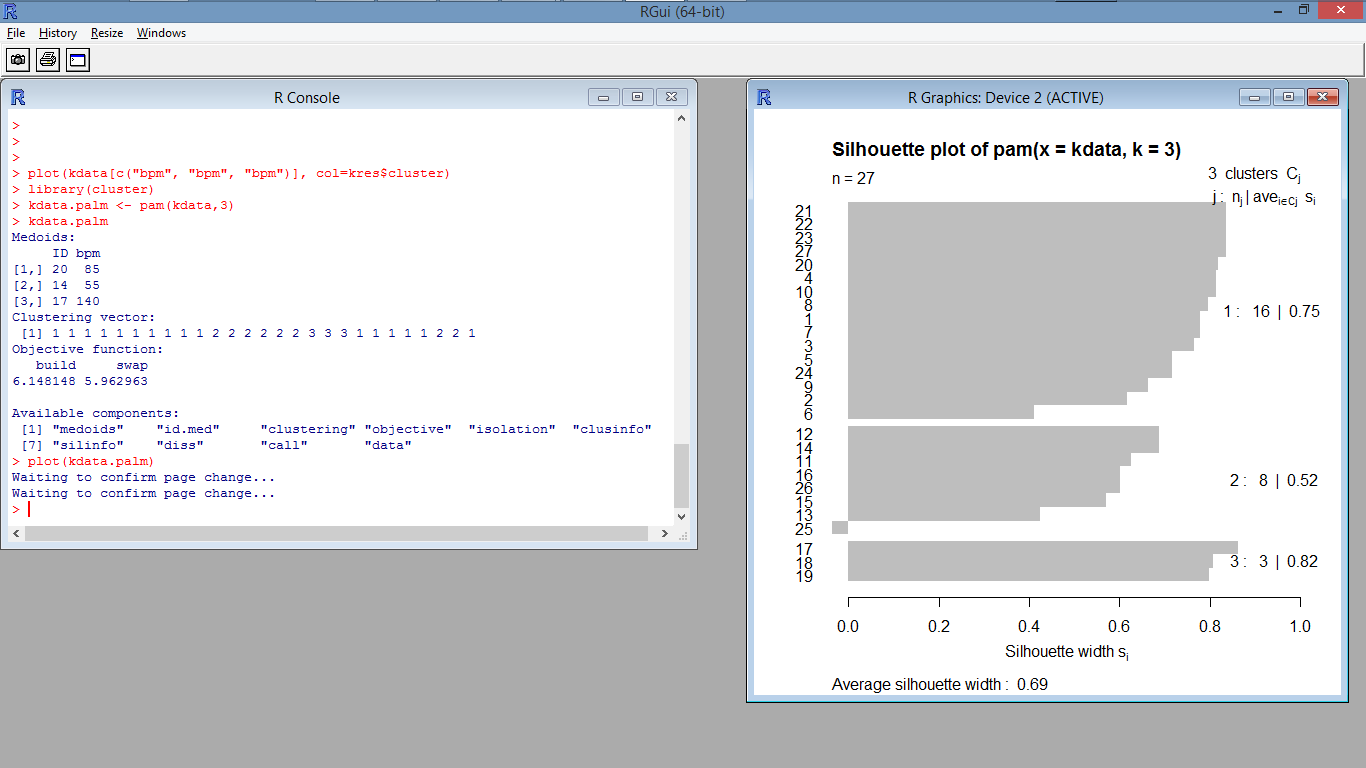 RGui (64-bit)
File History Resize Windows
R Console
>
>
>
> plot(kdata[c("bpm", "bpm", "bpm")], col=kres$cluster)
> library(cluster)
> kdata.palm <- pam(kdata,3)
> kdata.palm
Medoids:
     ID bpm
[1,] 20  85
[2,] 14  55
[3,] 17 140
Clustering vector:
 [1] 1 1 1 1 1 1 1 1 1 1 2 2 2 2 2 2 3 3 3 1 1 1 1 1 2 2 1
Objective function:
   build     swap
6.148148 5.962963
Available components:
 [1] "medoids"    "id.med"     "clustering" "objective"  "isolation"  "clusinfo"
 [7] "silinfo"    "diss"       "call"       "data"
> plot(kdata.palm)
Waiting to confirm page change...
Waiting to confirm page change...
>
R Graphics: Device 2 (ACTIVE)
Silhouette plot of pam(x = kdata, k = 3)
n = 27
3 clusters Cj
j : nj | avei∈Cj si
21
22
23
27
20
4
10
8
1
7
3
5
24
9
2
6
1 : 16 | 0.75
12
14
11
16
26
15
13
25
2 : 8 | 0.52
17
18
19
3 : 3 | 0.82
0.0 0.2 0.4 0.6 0.8 1.0
Silhouette width si
Average silhouette width : 0.69